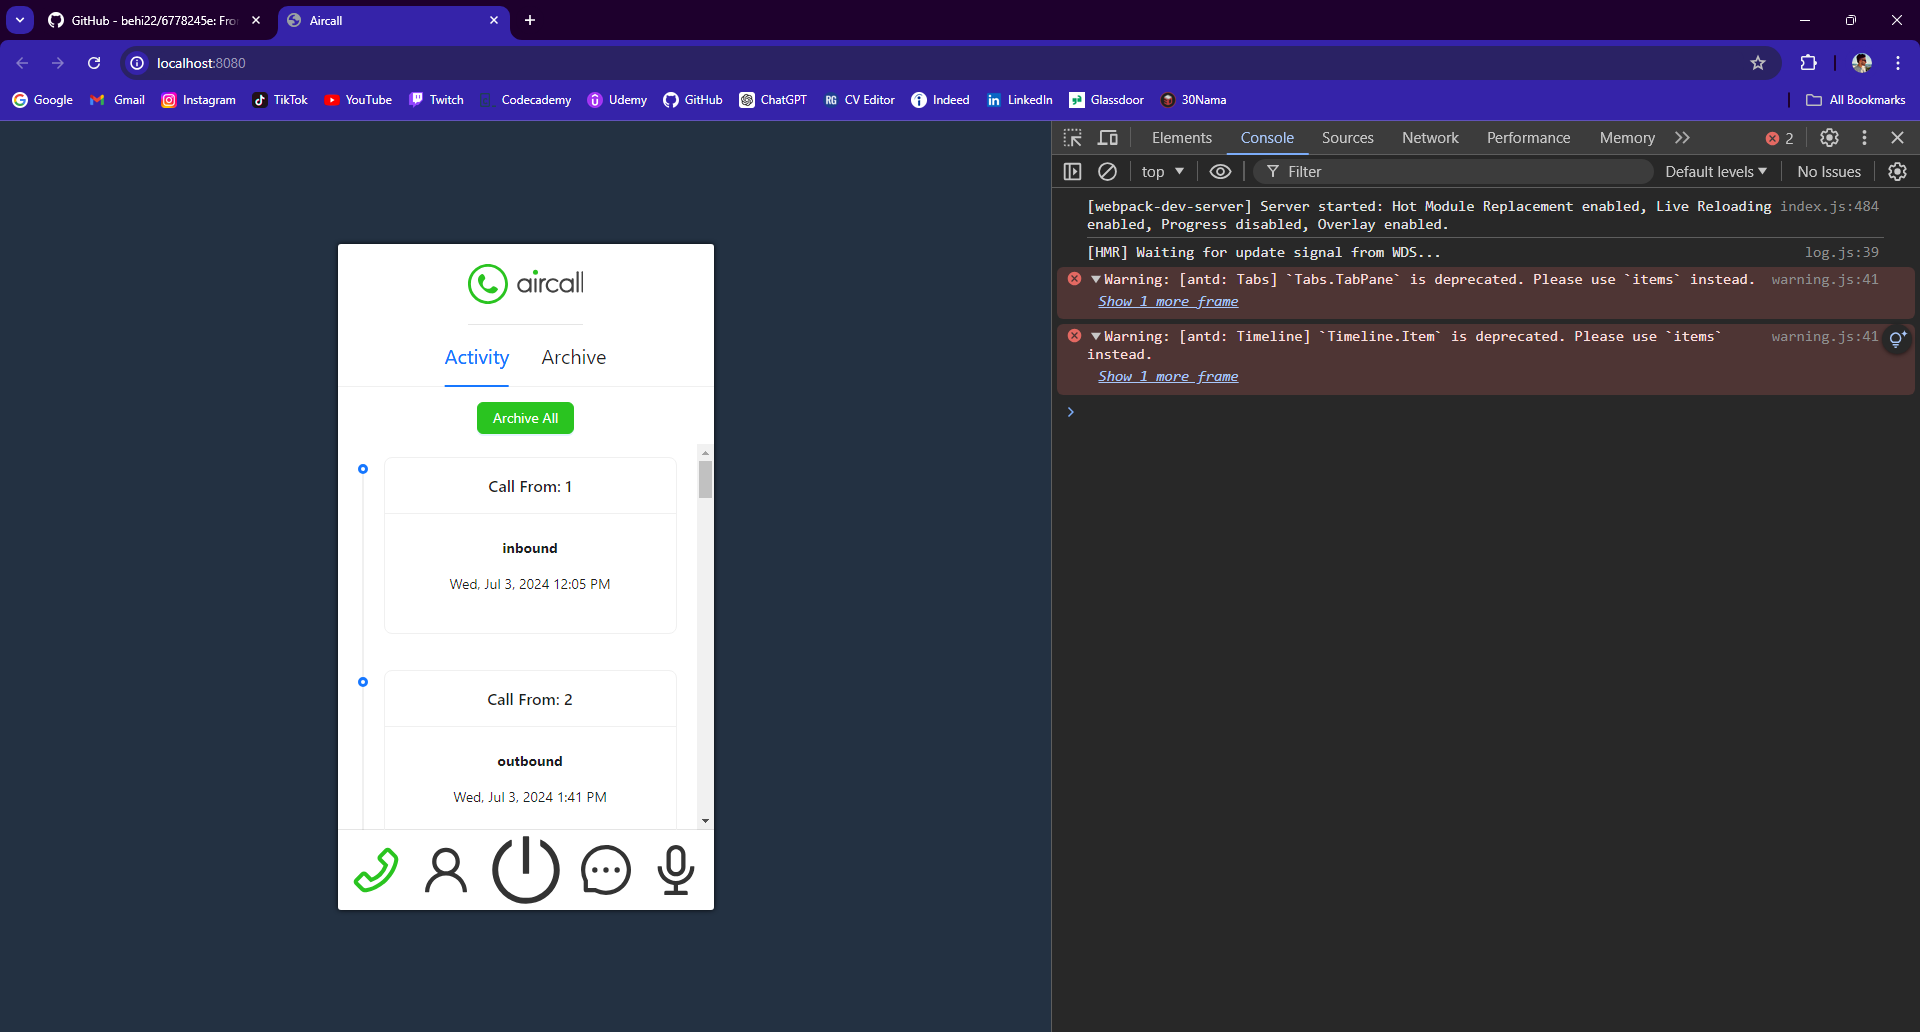 GitHub - behi22/6778245e: Fro
Aircall
localhost:8080
Google
Gmail
Instagram
TikTok
YouTube
Twitch
Codecademy
Udemy
GitHub
ChatGPT
RG CV Editor
Indeed
LinkedIn
Glassdoor
30Nama
All Bookmarks
aircall
Activity
Archive
Archive All
Call From: 1
inbound
Wed, Jul 3, 2024 12:05 PM
Call From: 2
outbound
Wed, Jul 3, 2024 1:41 PM
Elements
Console
Sources
Network
Performance
Memory
2
top
Filter
Default levels
No Issues
[webpack-dev-server] Server started: Hot Module Replacement enabled, Live Reloading index.js:484
enabled, Progress disabled, Overlay enabled.
[HMR] Waiting for update signal from WDS... log.js:39
Warning: [antd: Tabs] `Tabs.TabPane` is deprecated. Please use `items` instead. warning.js:41
Show 1 more frame
Warning: [antd: Timeline] `Timeline.Item` is deprecated. Please use `items` warning.js:41
instead.
Show 1 more frame